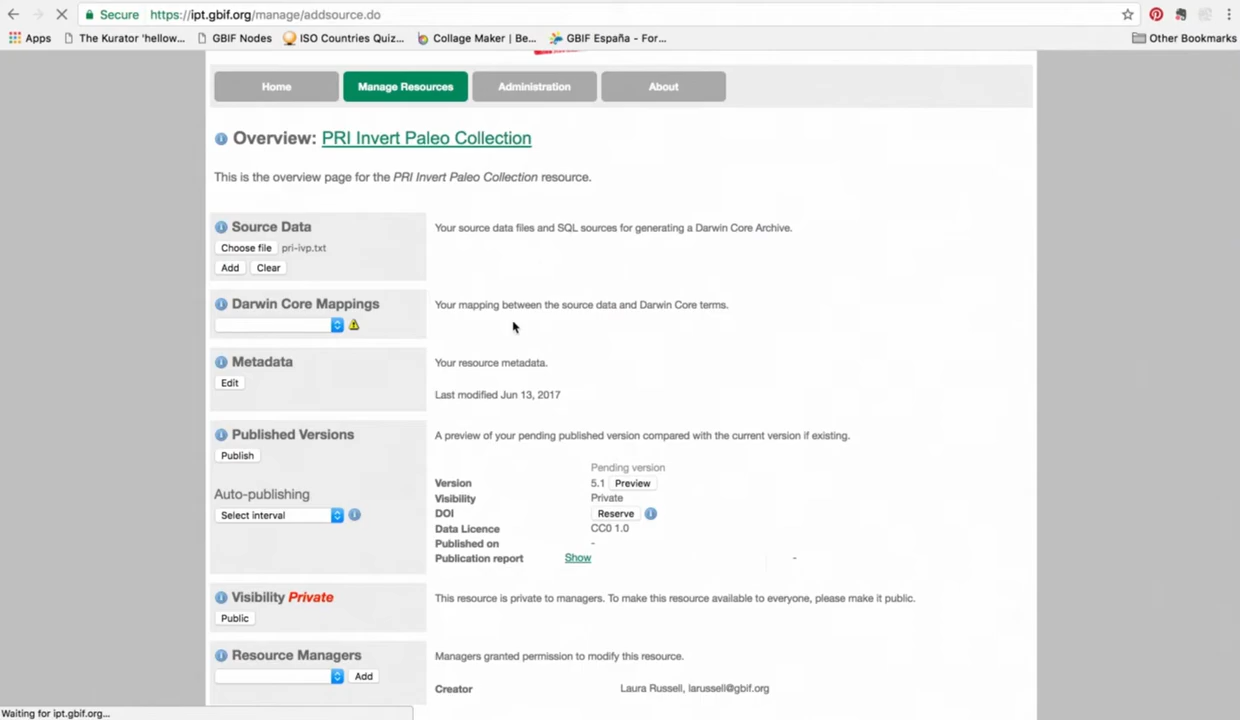 Secure https://ipt.gbif.org/manage/addsource.do
Apps The Kurator 'hellow... GBIF Nodes ISO Countries Quiz... Collage Maker | Be... GBIF España - For... Other Bookmarks
Home Manage Resources Administration About
Overview: PRI Invert Paleo Collection
This is the overview page for the PRI Invert Paleo Collection resource.
Source Data
Your source data files and SQL sources for generating a Darwin Core Archive.
Choose file pri-ivp.txt
Add Clear
Darwin Core Mappings
Your mapping between the source data and Darwin Core terms.
Metadata
Your resource metadata.
Edit
Last modified Jun 13, 2017
Published Versions
A preview of your pending published version compared with the current version if existing.
Publish
Pending version
Version 5.1 Preview
Auto-publishing
Visibility Private
Select interval
DOI Reserve
Data Licence CC0 1.0
Published on -
Publication report Show -
Visibility Private
This resource is private to managers. To make this resource available to everyone, please make it public.
Public
Resource Managers
Managers granted permission to modify this resource.
Add
Creator Laura Russell, larussell@gbif.org
Waiting for ipt.gbif.org...